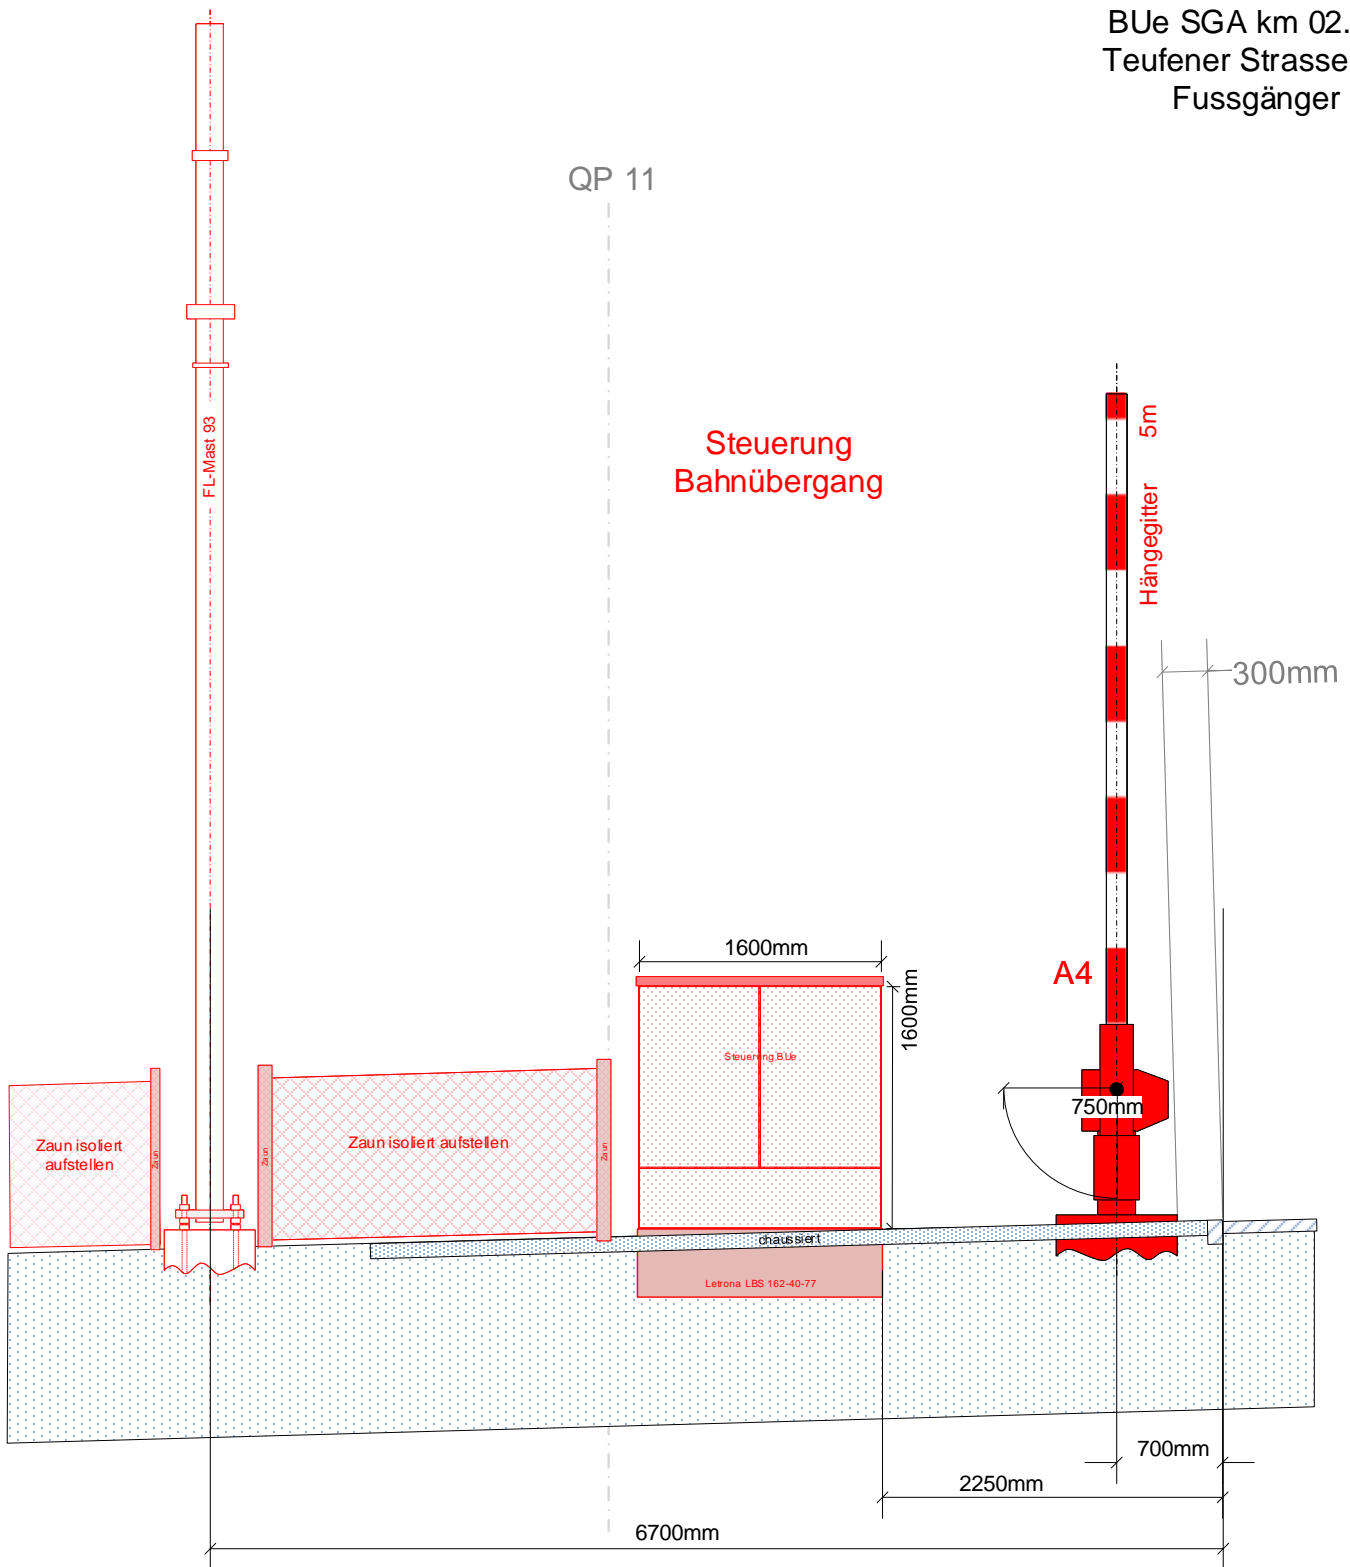 BUe SGA km 02.
Teufener Strasse
Fussgänger
QP 11
FL-Mast 93
Steuerung
Bahnübergang
5m
Hängegitter
300mm
1600mm
1600mm
A4
Steuerung BUe
750mm
Zaun isoliert
aufstellen
Zaun
Zaun
Zaun isoliert aufstellen
Zaun
chaussiert
Letrona LBS 162-40-77
700mm
2250mm
6700mm